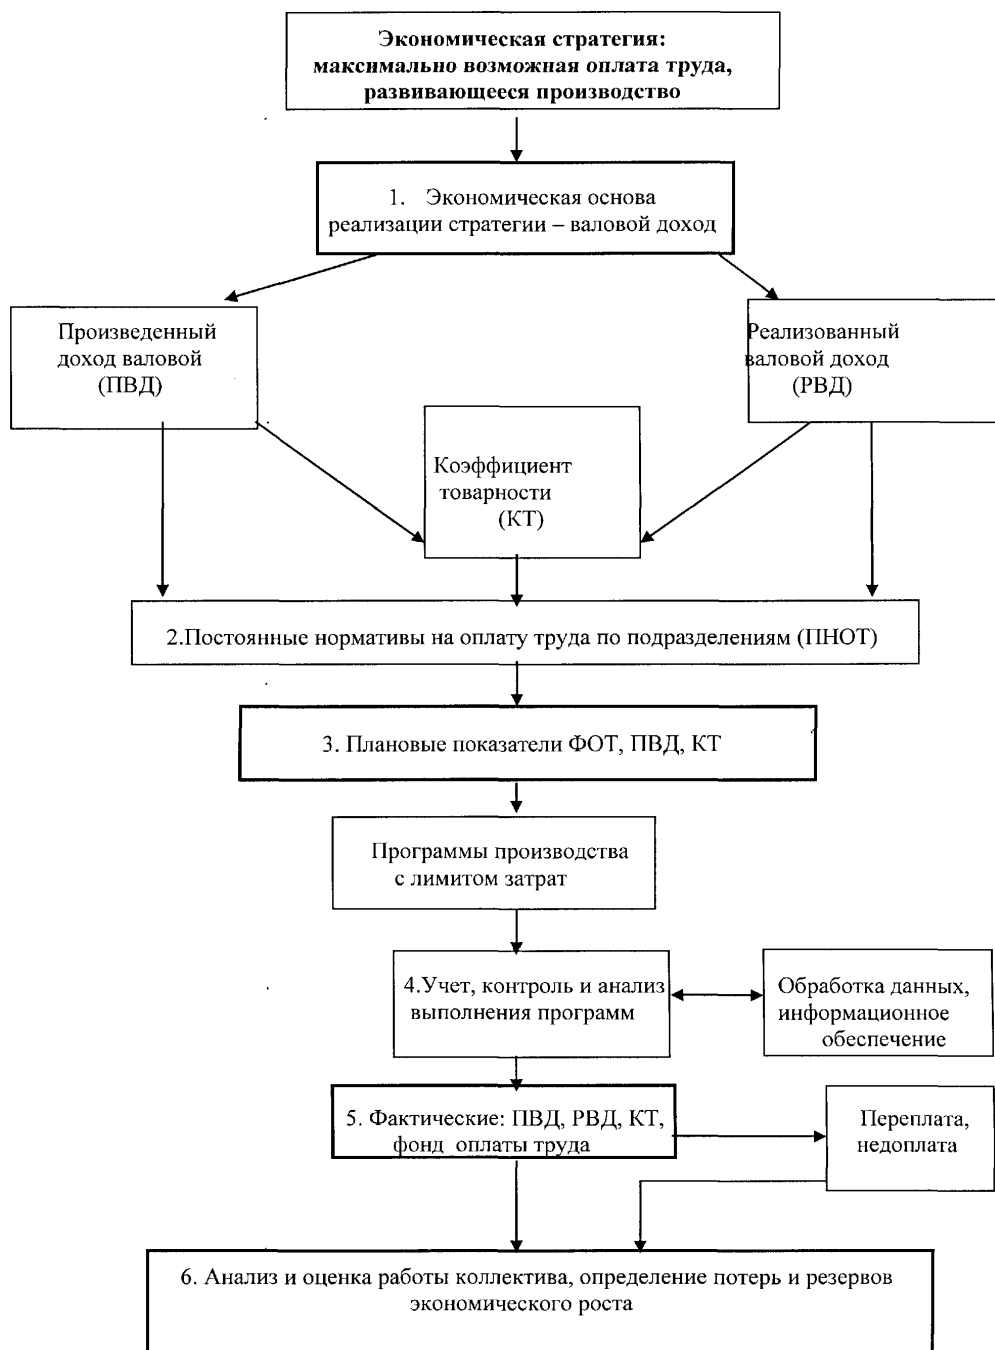 Экономическая стратегия:
максимально возможная оплата труда,
развивающееся производство
1. Экономическая основа
реализации стратегии – валовой доход
Произведенный
доход валовой
(ПВД)
Реализованный
валовой доход
(РВД)
Коэффициент
товарности
(КТ)
2.Постоянные нормативы на оплату труда по подразделениям (ПНОТ)
3. Плановые показатели ФОТ, ПВД, КТ
Программы производства
с лимитом затрат
4.Учет, контроль и анализ
выполнения программ
Обработка данных,
информационное
обеспечение
5. Фактические: ПВД, РВД, КТ,
фонд оплаты труда
Переплата,
недоплата
6. Анализ и оценка работы коллектива, определение потерь и резервов
экономического роста